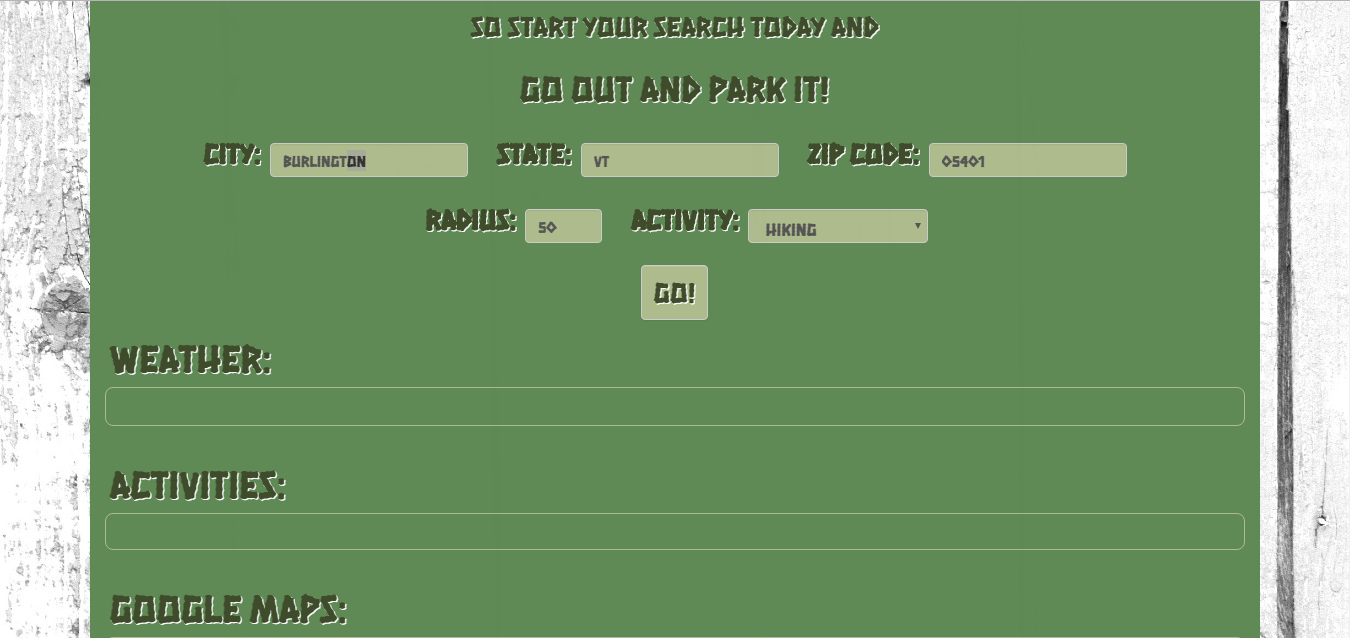 SO START YOUR SEARCH TODAY AND
GO OUT AND PARK IT!
CITY: BURLINGTON STATE: VT ZIP CODE: 05401
RADIUS: 50 ACTIVITY: HIKING
GO!
WEATHER:
ACTIVITIES:
GOOGLE MAPS: